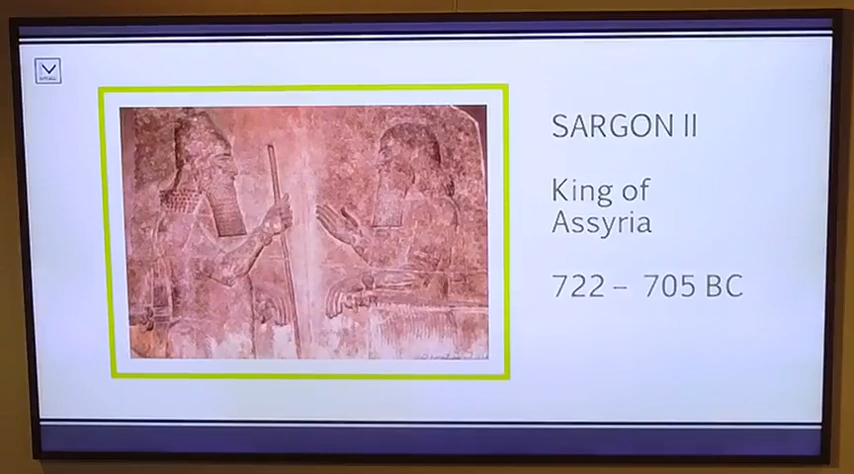 SARGON II
King of
Assyria
722 – 705 BC